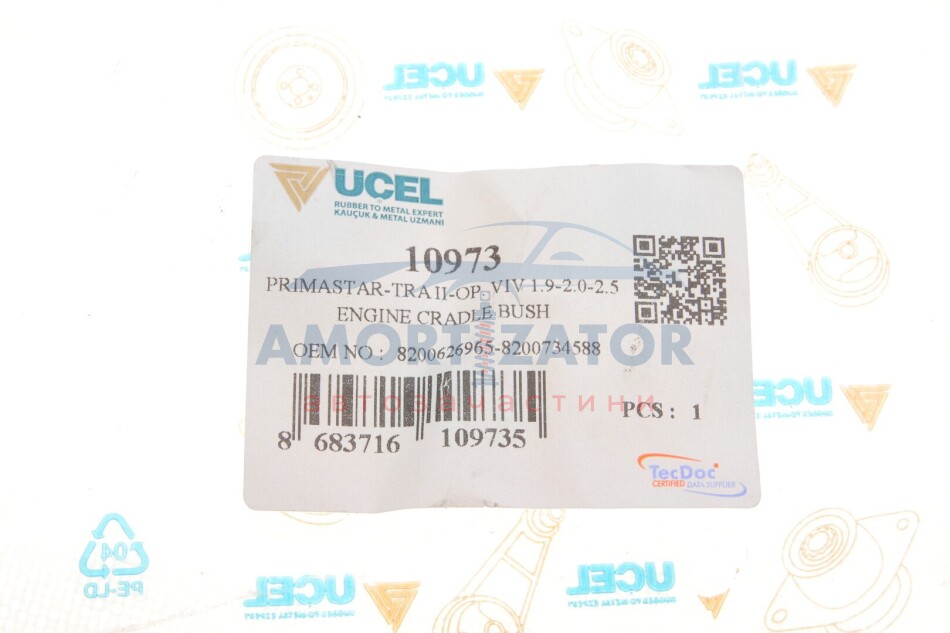 UCEL
UCEL
UÇEL
RUBBER TO METAL EXPERT
KAUÇUK & METAL UZMANI
10973
PRIMASTAR-TRA II-OP. VIV 1.9-2.0-2.5
ENGINE CRADLE BUSH
AMORTIZATOR
OEM NO : 8200626965-8200734588
автозапчастини
PCS : 1
8 683716 109735
TecDoc
CERTIFIED DATA SUPPLIER
UCEL
04
PE-LD
UCEL
UCEL